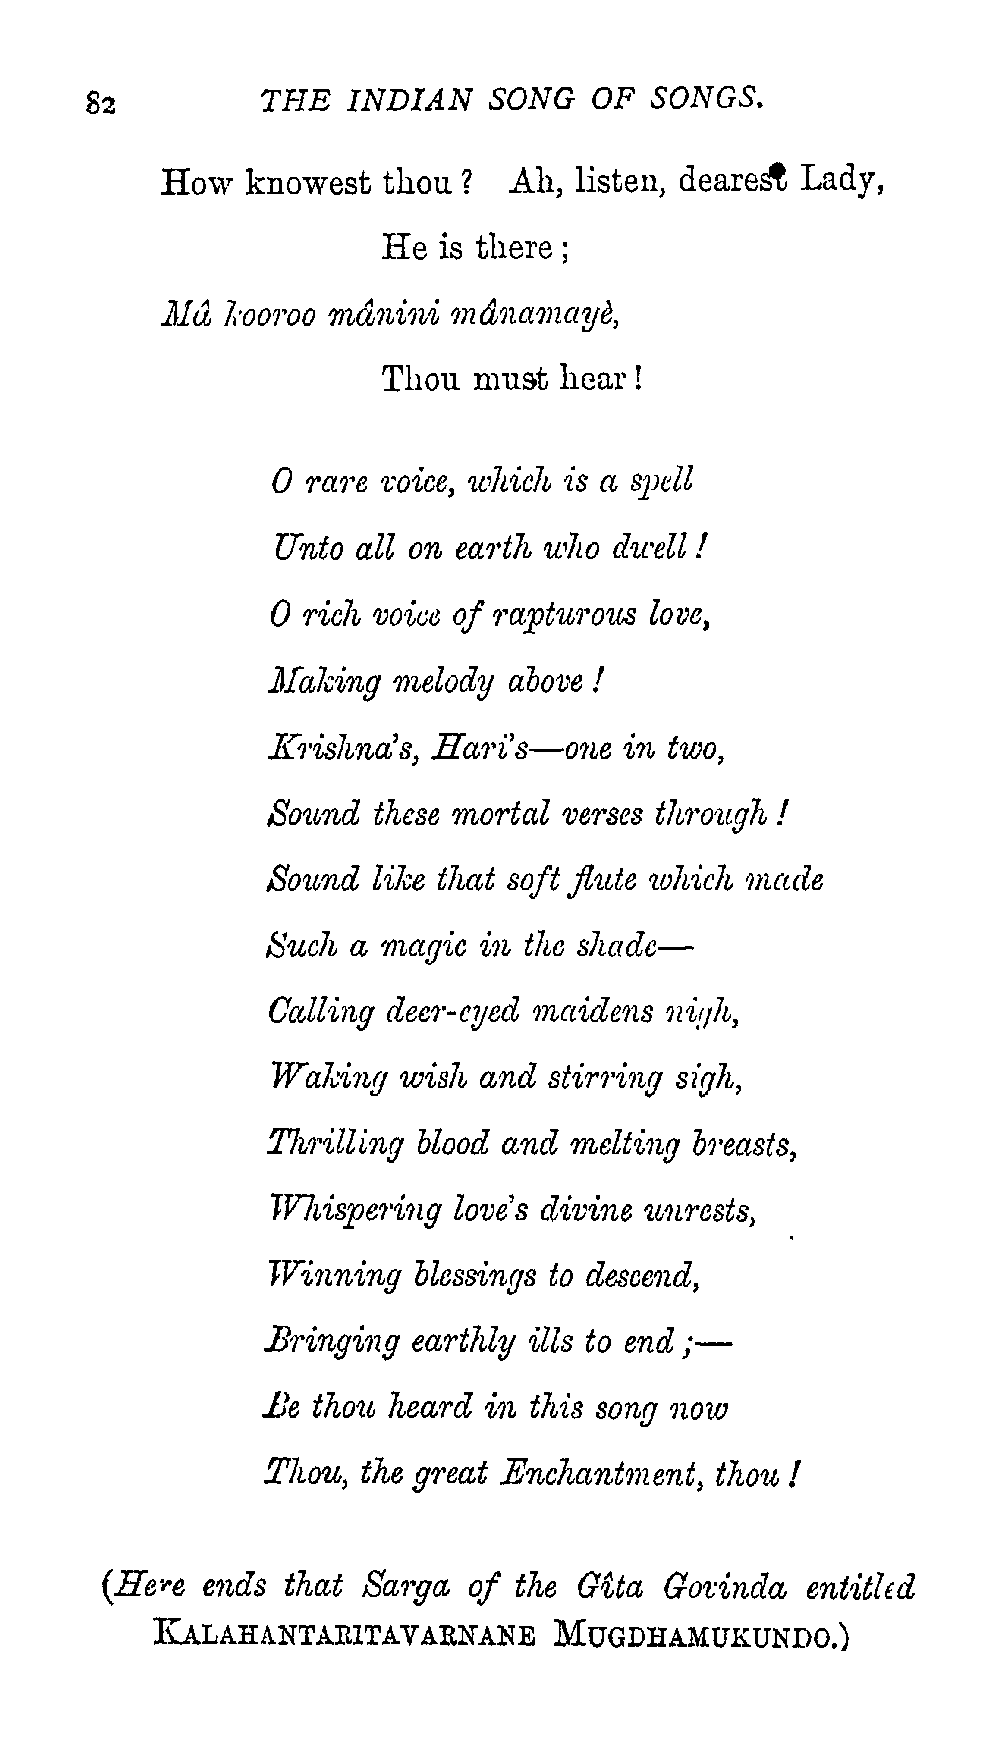 82 THE INDIAN SONG OF SONGS.
How knowest thou ? Ah, listen, dearest Lady,
He is there ;
Mâ kooroo mânini mânamayè,
Thou must hear !
O rare voice, which is a spell
Unto all on earth who dwell !
O rich voice of rapturous love,
Making melody above !
Krishna's, Hari's—one in two,
Sound these mortal verses through !
Sound like that soft flute which made
Such a magic in the shade—
Calling deer-eyed maidens nigh,
Waking wish and stirring sigh,
Thrilling blood and melting breasts,
Whispering love's divine unrests,
Winning blessings to descend,
Bringing earthly ills to end ;—
Be thou heard in this song now
Thou, the great Enchantment, thou !
(Here ends that Sarga of the Gîta Govinda entitled
KALAHANTARITAVARNANE MUGDHAMUKUNDO.)